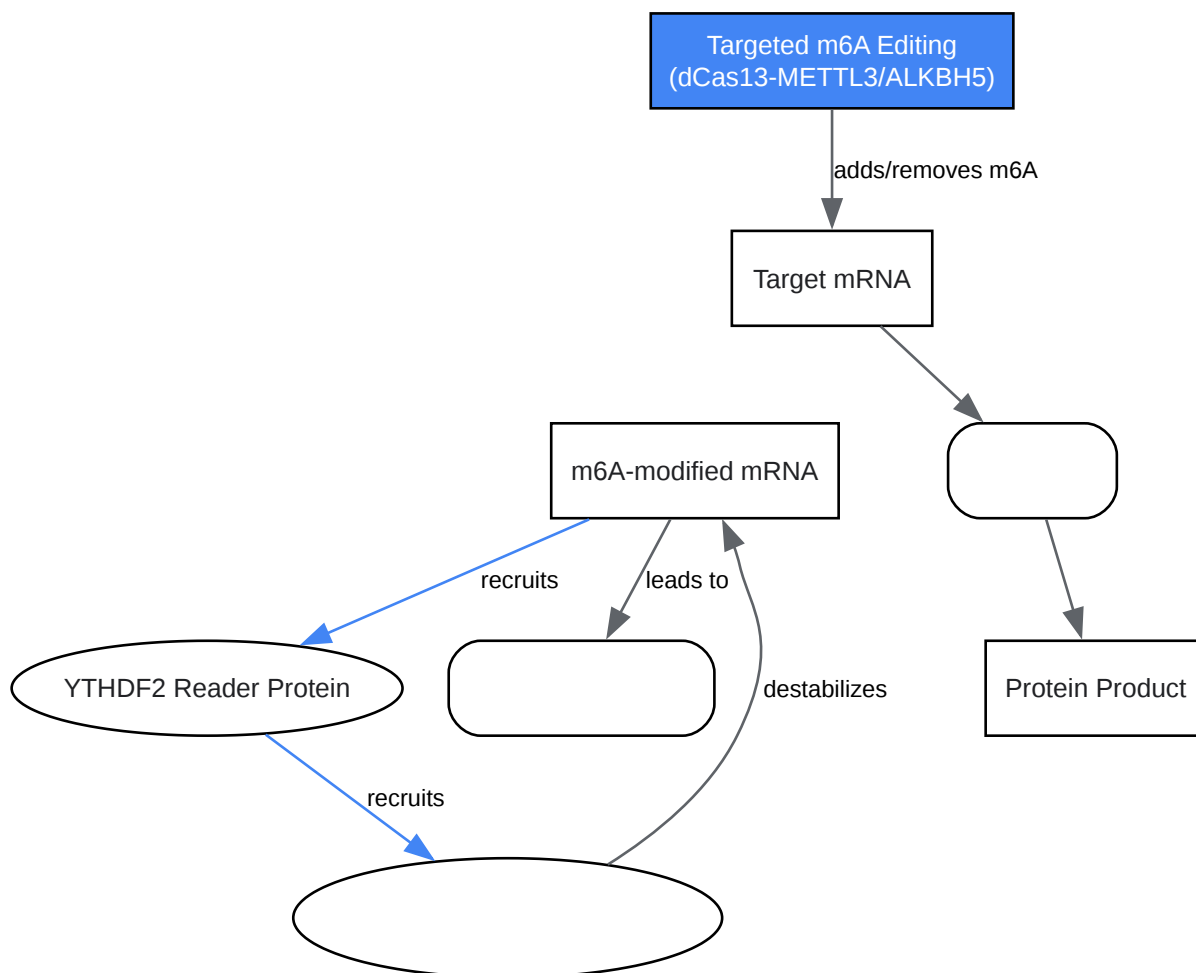 Targeted m6A Editing
(dCas13-METTL3/ALKBH5)
adds/removes m6A
Target mRNA
m6A-modified mRNA
recruits
leads to
YTHDF2 Reader Protein
destabilizes
Protein Product
recruits